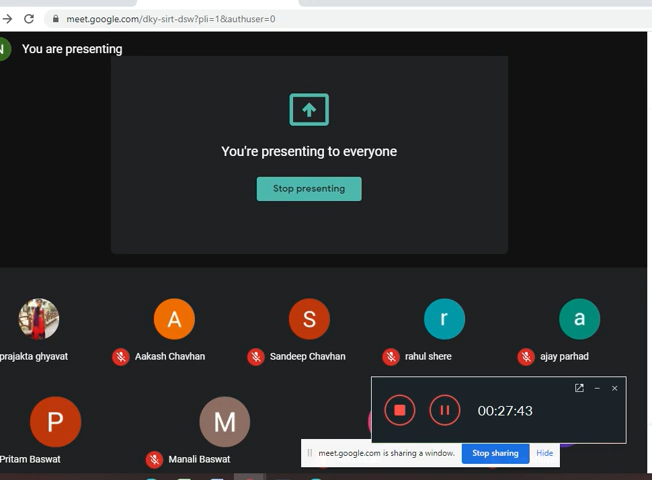 meet.google.com/dky-sirt-dsw?pli=1&authuser=0
N You are presenting
You're presenting to everyone
Stop presenting
A S r a
prajakta ghyavat Aakash Chavhan Sandeep Chavhan rahul shere ajay parhad
00:27:43
P M
meet.google.com is sharing a window. Stop sharing Hide
Pritam Baswat Manali Baswat